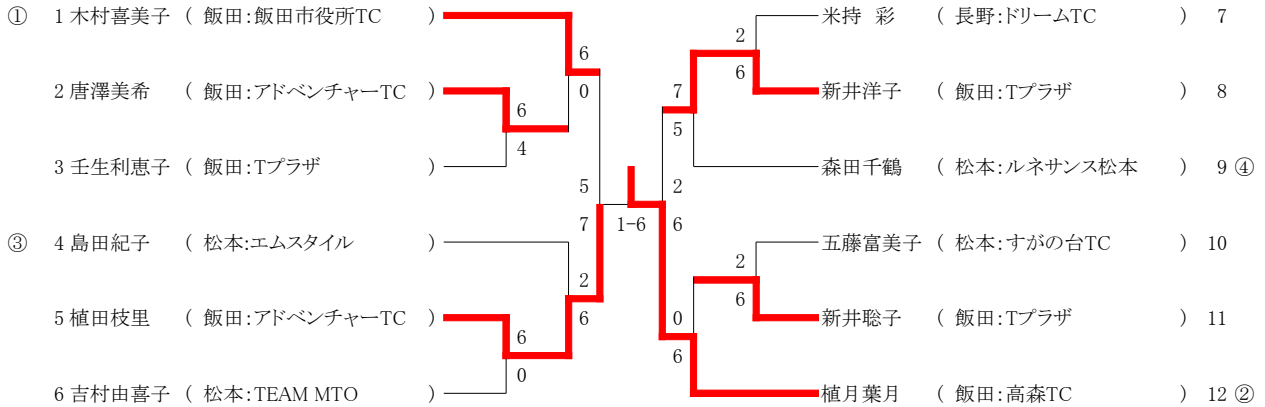 ① 1 木村喜美子 ( 飯田:飯田市役所TC ) 米持 彩 ( 長野:ドリームTC ) 7
2
6
2 唐澤美希 ( 飯田:アドベンチャーTC ) 0 7 6 新井洋子 ( 飯田:Tプラザ ) 8
6
5
4
3 壬生利恵子 ( 飯田:Tプラザ ) 森田千鶴 ( 松本:ルネサンス松本 ) 9 ④
5 2
7 1-6 6
③ 4 島田紀子 ( 松本:エムスタイル ) 五藤富美子 ( 松本:すがの台TC ) 10
2
2
6
5 植田枝里 ( 飯田:アドベンチャーTC ) 6 0 新井聡子 ( 飯田:Tプラザ ) 11
6
6
0
6 吉村由喜子 ( 松本:TEAM MTO ) 植月葉月 ( 飯田:高森TC ) 12 ②